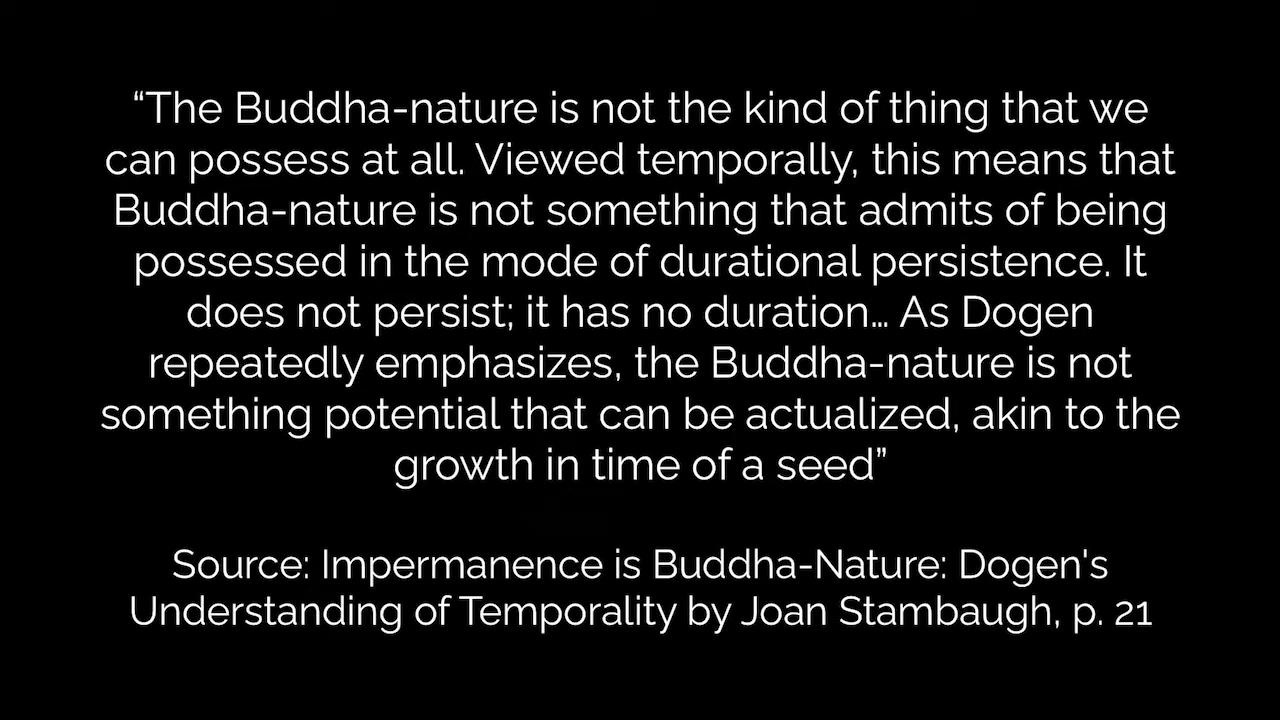 “The Buddha-nature is not the kind of thing that we
can possess at all. Viewed temporally, this means that
Buddha-nature is not something that admits of being
possessed in the mode of durational persistence. It
does not persist; it has no duration… As Dogen
repeatedly emphasizes, the Buddha-nature is not
something potential that can be actualized, akin to the
growth in time of a seed”
Source: Impermanence is Buddha-Nature: Dogen's
Understanding of Temporality by Joan Stambaugh, p. 21